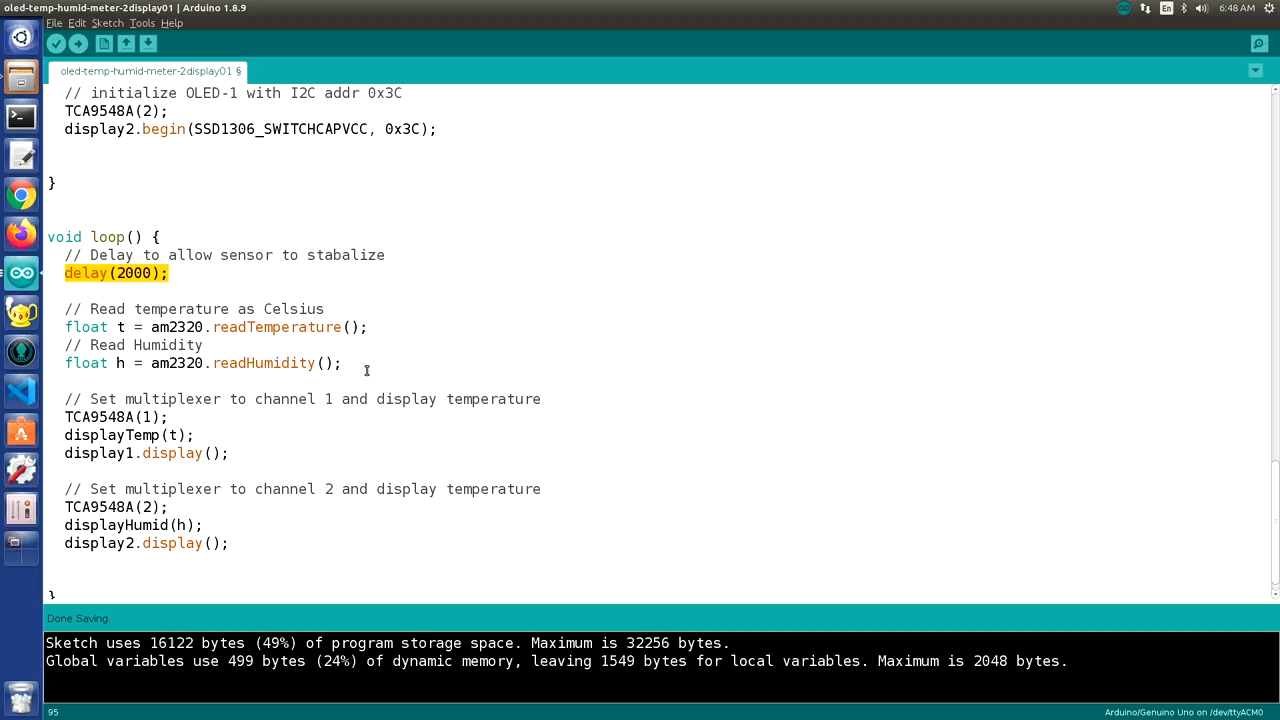 oled-temp-humid-meter-2display01 | Arduino 1.8.9
En
6:48 AM
File Edit Sketch Tools Help
oled-temp-humid-meter-2display01 §
// initialize OLED-1 with I2C addr 0x3C
TCA9548A(2);
display2.begin(SSD1306_SWITCHCAPVCC, 0x3C);
}
void loop() {
// Delay to allow sensor to stabalize
delay(2000);
// Read temperature as Celsius
float t = am2320.readTemperature();
// Read Humidity
float h = am2320.readHumidity();
// Set multiplexer to channel 1 and display temperature
TCA9548A(1);
displayTemp(t);
display1.display();
// Set multiplexer to channel 2 and display temperature
TCA9548A(2);
displayHumid(h);
display2.display();
}
Done Saving.
Sketch uses 16122 bytes (49%) of program storage space. Maximum is 32256 bytes.
Global variables use 499 bytes (24%) of dynamic memory, leaving 1549 bytes for local variables. Maximum is 2048 bytes.
95
Arduino/Genuino Uno on /dev/ttyACM0